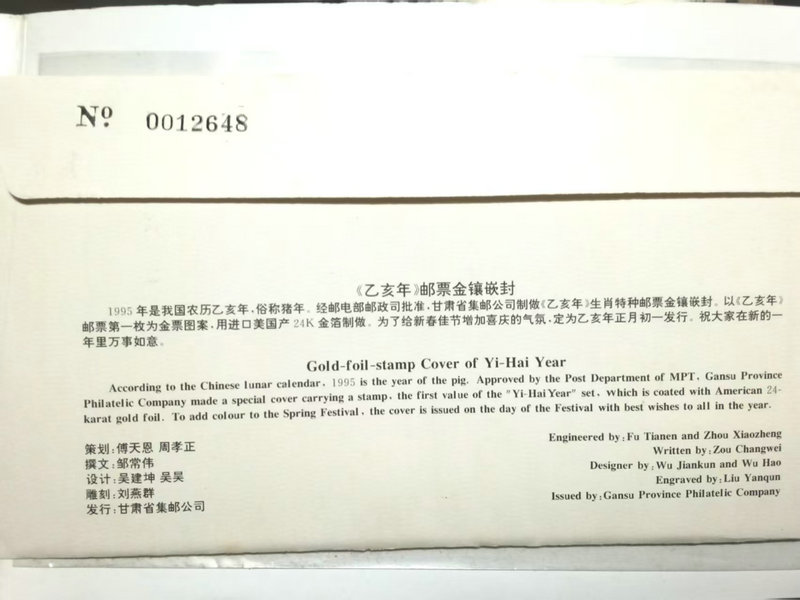 Nº 0012648
《乙亥年》邮票金镶嵌封
1995年是我国农历乙亥年,俗称猪年。经邮电部邮政司批准,甘肃省集邮公司制做《乙亥年》生肖特种邮票金镶嵌封。以《乙亥年》
邮票第一枚为金票图案,用进口美国产24K金箔制做。为了给新春佳节增加喜庆的气氛,定为乙亥年正月初一发行。祝大家在新的一
年里万事如意。
Gold-foil-stamp Cover of Yi-Hai Year
According to the Chinese lunar calendar, 1995 is the year of the pig. Approved by the Post Department of MPT, Gansu Province
Philatelic Company made a special cover carrying a stamp, the first value of the "Yi-Hai Year" set, which is coated with American 24-
karat gold foil. To add colour to the Spring Festival, the cover is issued on the day of the Festival with best wishes to all in the year.
策划:傅天恩 周孝正
撰文:邹常伟
设计:吴建坤 吴昊
雕刻:刘燕群
发行:甘肃省集邮公司
Engineered by:Fu Tianen and Zhou Xiaozheng
Written by:Zou Changwei
Designer by:Wu Jiankun and Wu Hao
Engraved by:Liu Yanqun
Issued by:Gansu Province Philatelic Company